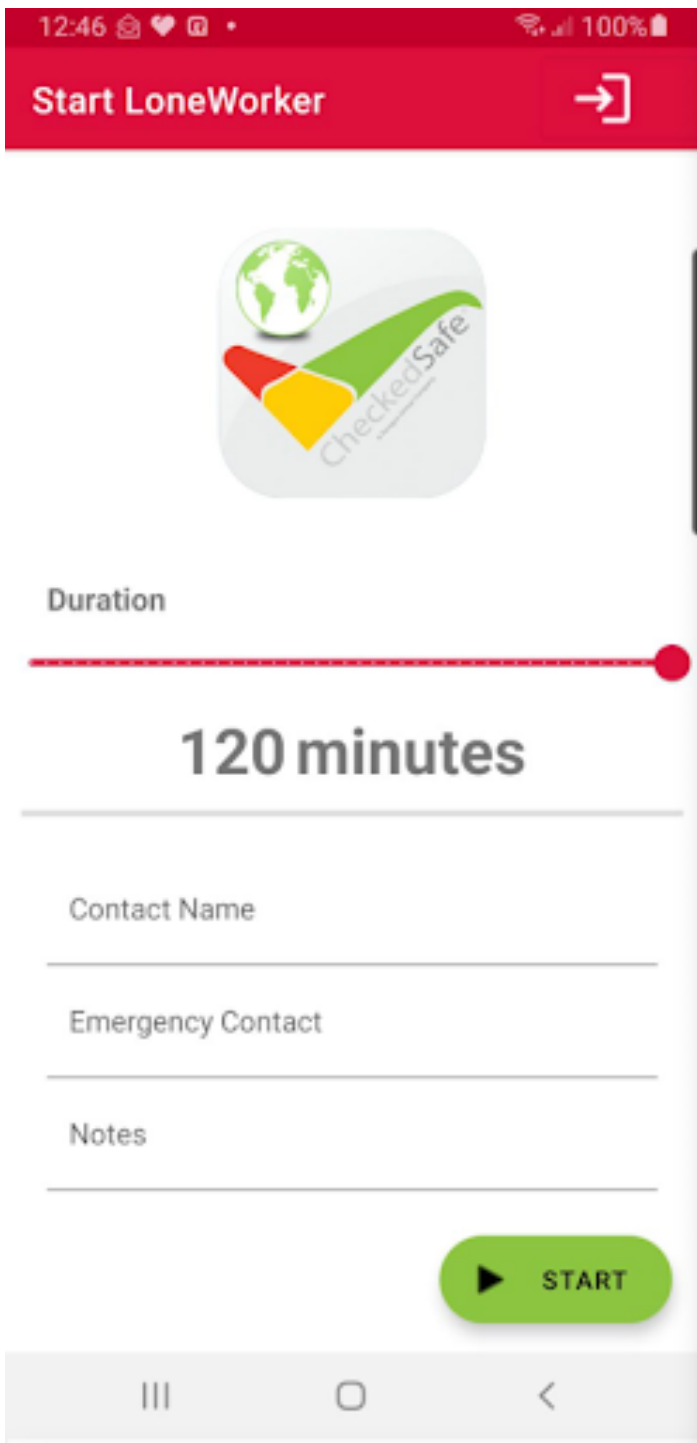 12:46 100%
Start LoneWorker
CheckedSafe
Duration
120 minutes
Contact Name
Emergency Contact
Notes
START